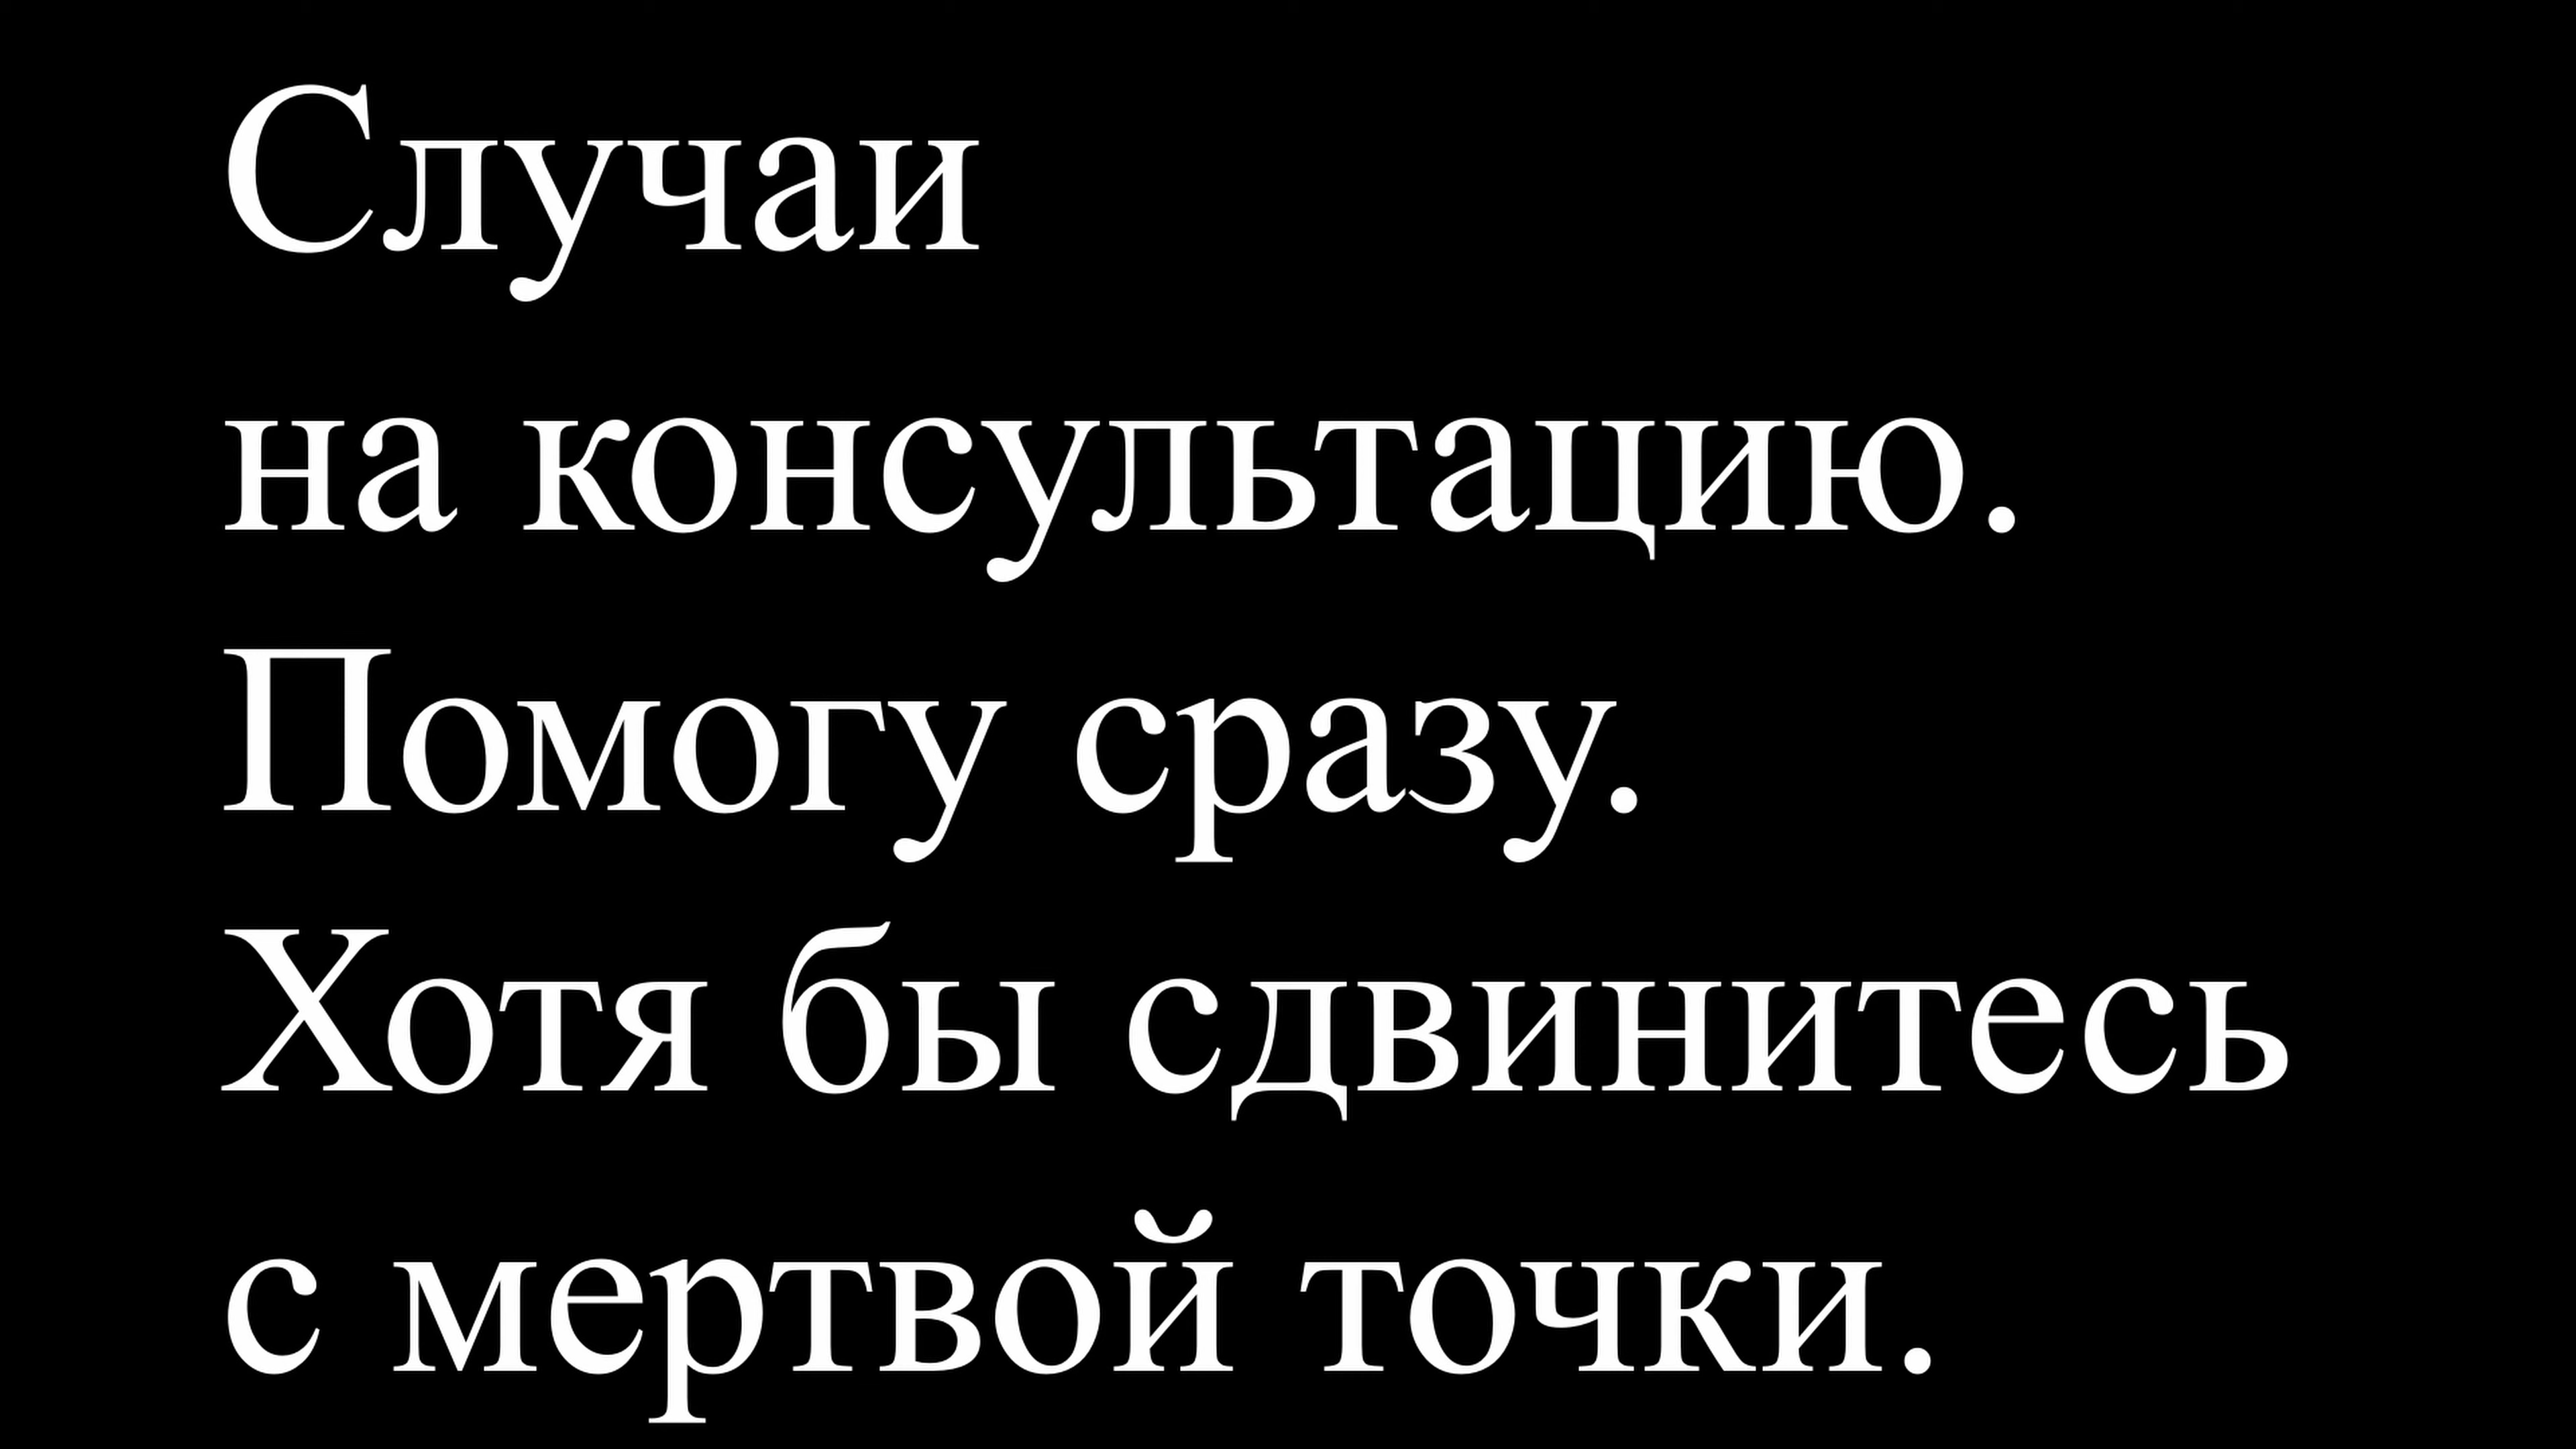 Случаи
на консультацию.
Помогу сразу.
Хотя бы сдвинитесь
с мертвой точки.